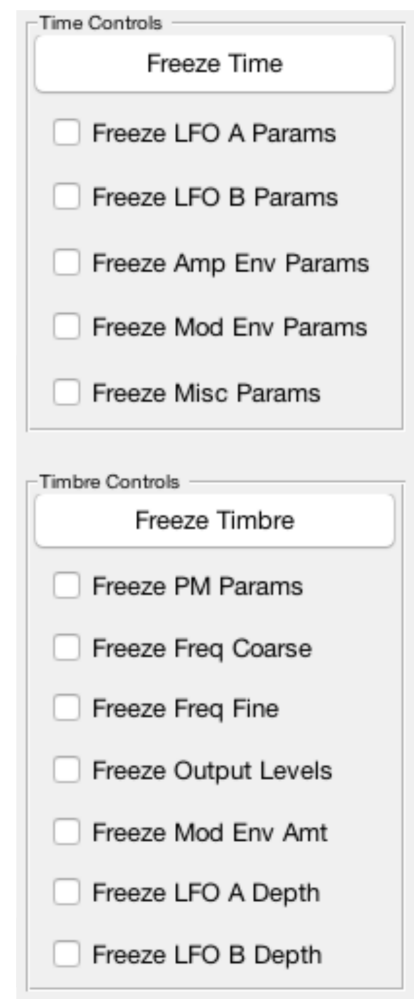 Time Controls
Freeze Time
Freeze LFO A Params
Freeze LFO B Params
Freeze Amp Env Params
Freeze Mod Env Params
Freeze Misc Params
Timbre Controls
Freeze Timbre
Freeze PM Params
Freeze Freq Coarse
Freeze Freq Fine
Freeze Output Levels
Freeze Mod Env Amt
Freeze LFO A Depth
Freeze LFO B Depth